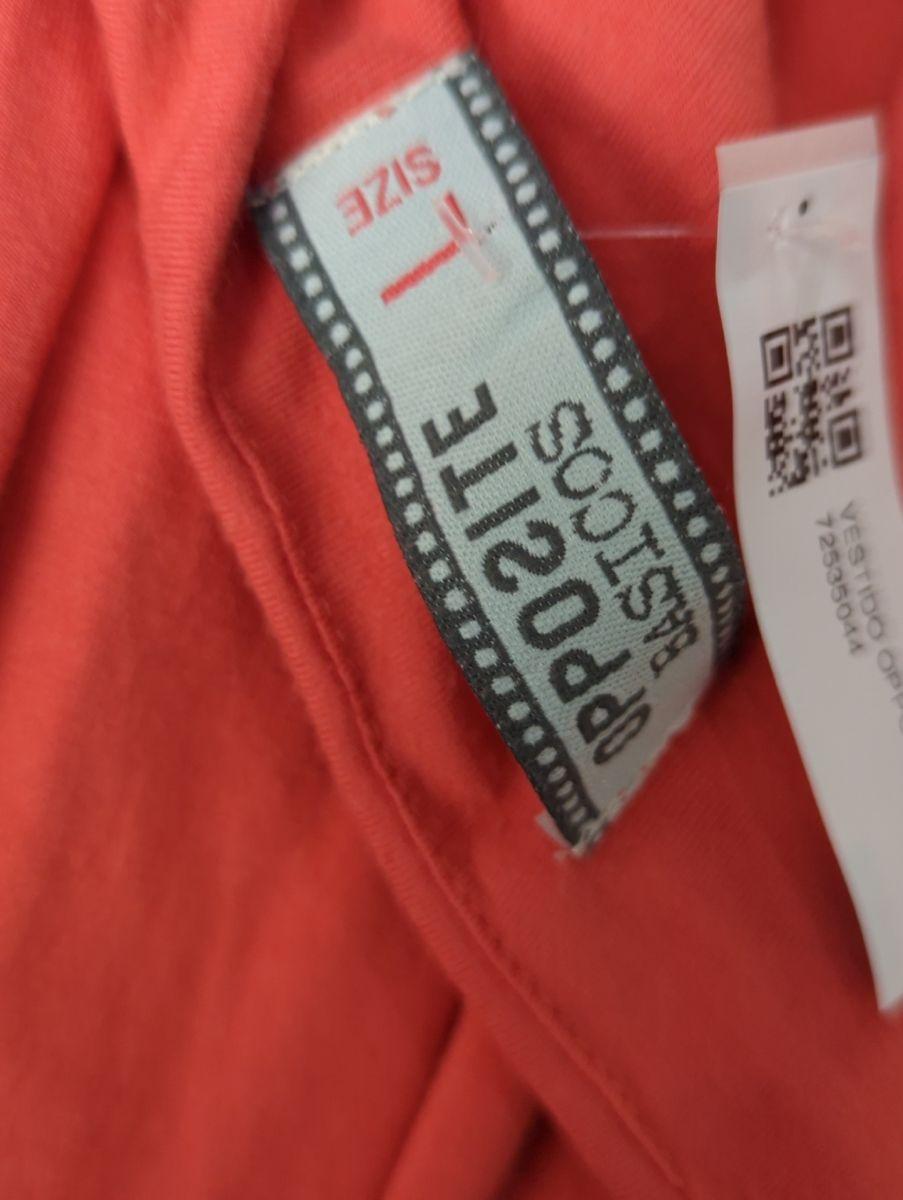 SIZE
L
OPPOSITE
BASICOS
VESTIDO OPPO
72535044